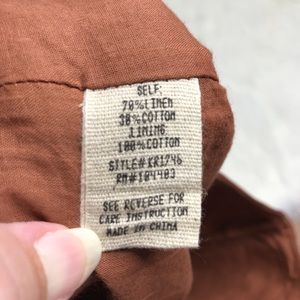 SELF:
70%LINEN
30%COTTON
LINING:
100%COTTON
STYLE#KR1746
RN#104403
SEE REVERSE FOR
CARE INSTRUCTION
MADE IN CHINA